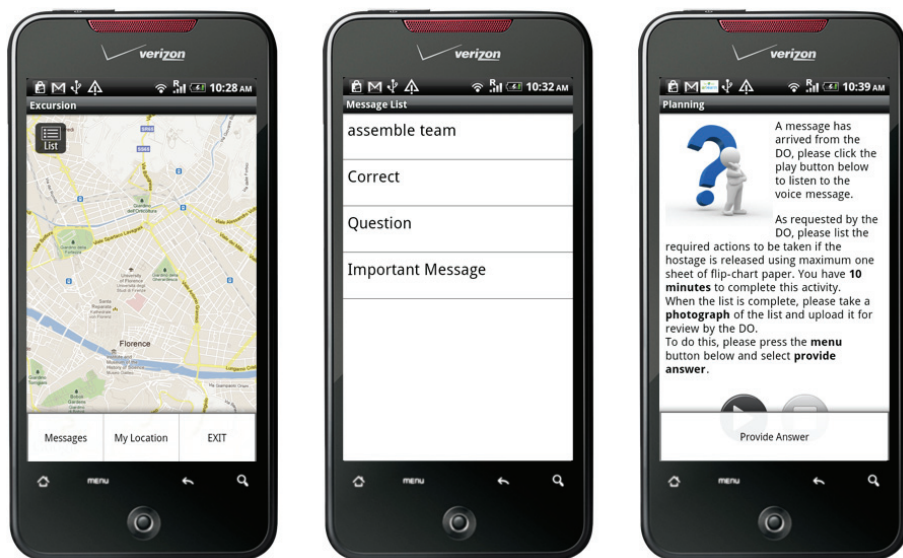 verizon
R
10:28 AM
Excursion
List
Giardino
dell'Orticoltura
University
of Florence
Florence
Messages
My Location
EXIT
menu
verizon
R
10:32 AM
Message List
assemble team
Correct
Question
Important Message
menu
verizon
R
10:39 AM
Planning
A message has
arrived from the
DO, please click the
play button below
to listen to the
voice message.
As requested by the
DO, please list the
required actions to be taken if the
hostage is released using maximum one
sheet of flip-chart paper. You have 10
minutes to complete this activity.
When the list is complete, please take a
photograph of the list and upload it for
review by the DO.
To do this, please press the menu
button below and select provide
answer.
Provide Answer
menu